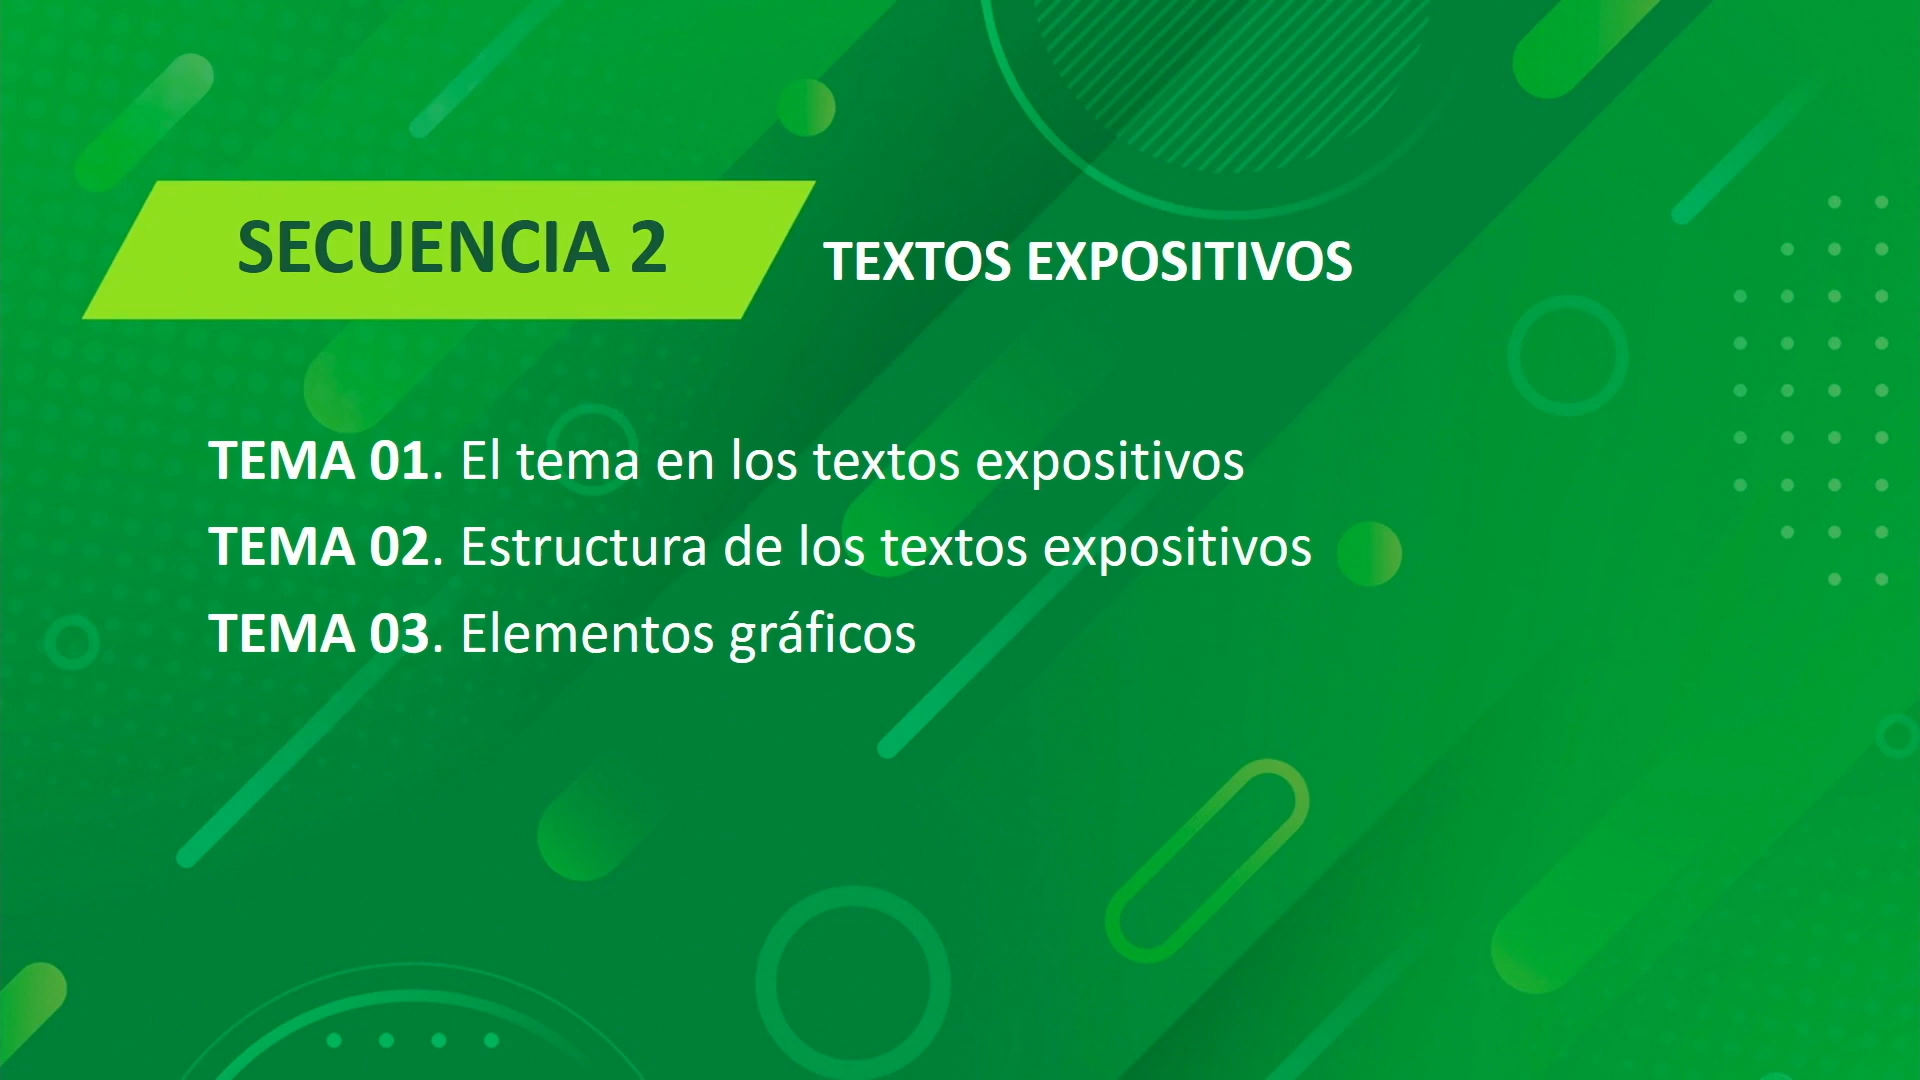 SECUENCIA 2
TEXTOS EXPOSITIVOS
TEMA 01. El tema en los textos expositivos
TEMA 02. Estructura de los textos expositivos
TEMA 03. Elementos gráficos